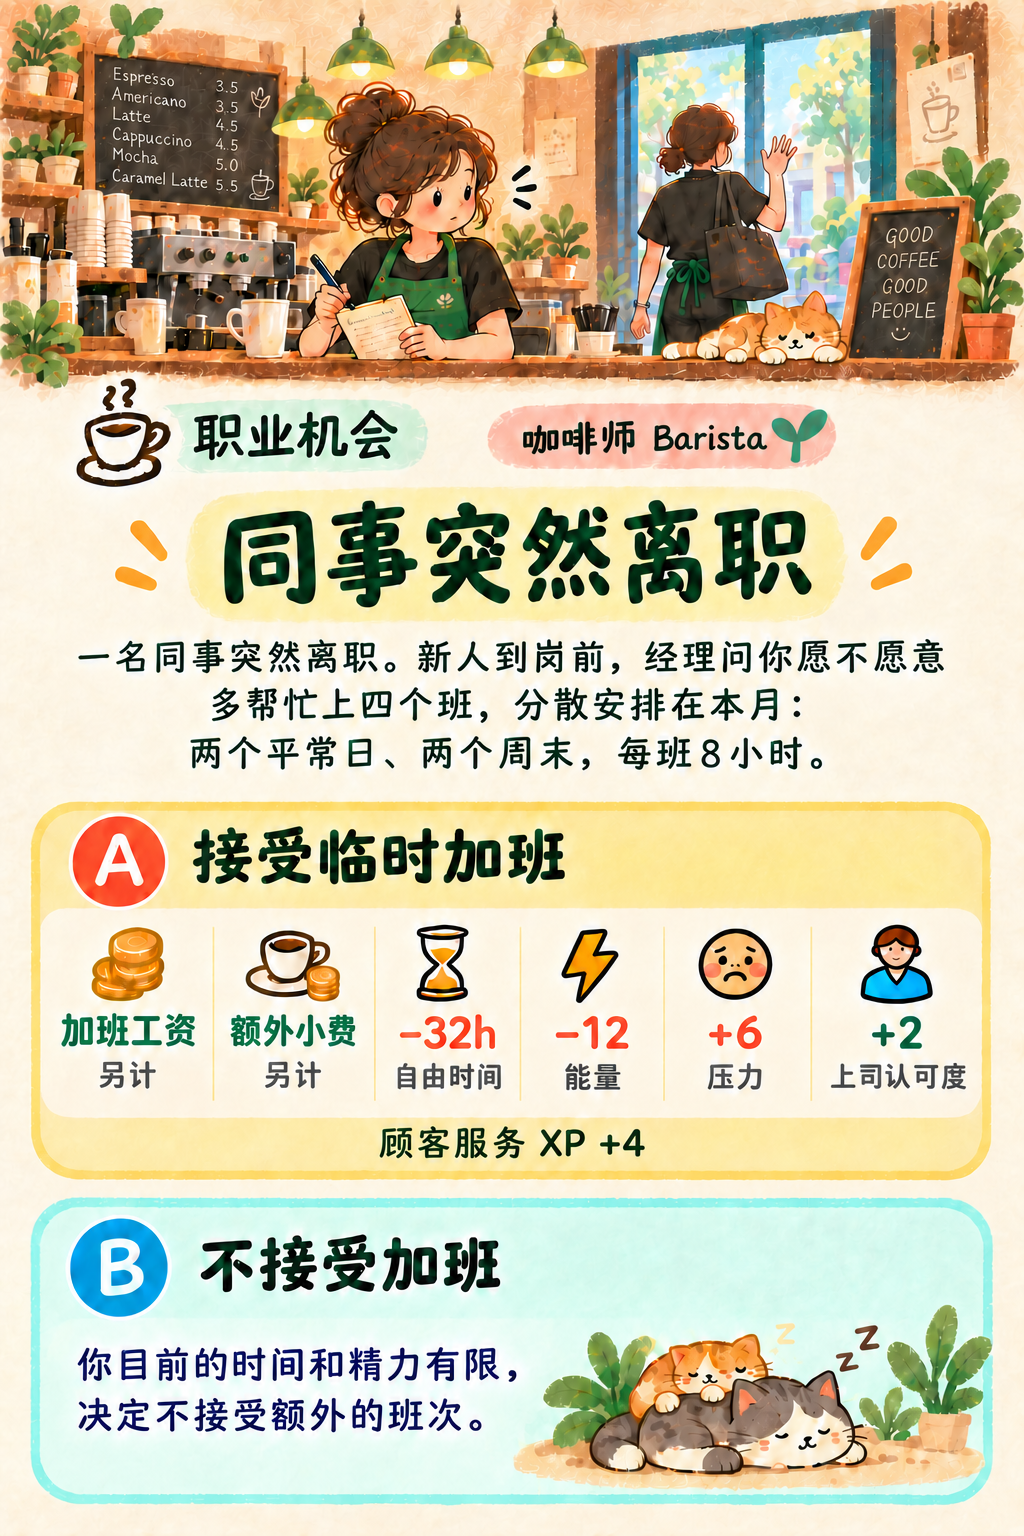 Espresso 3.5
Americano 3.5
Latte 4.5
Cappuccino 4.5
Mocha 5.0
Caramel Latte 5.5
GOOD
COFFEE
GOOD
PEOPLE
职业机会
咖啡师 Barista
同事突然离职
一名同事突然离职。新人到岗前，经理问你愿不愿意
多帮忙上四个班，分散安排在本月：
两个平常日、两个周末，每班8小时。
A 接受临时加班
加班工资 额外小费 -32h -12 +6 +2
另计 另计 自由时间 能量 压力 上司认可度
顾客服务 XP +4
B 不接受加班
你目前的时间和精力有限，
决定不接受额外的班次。
z z z